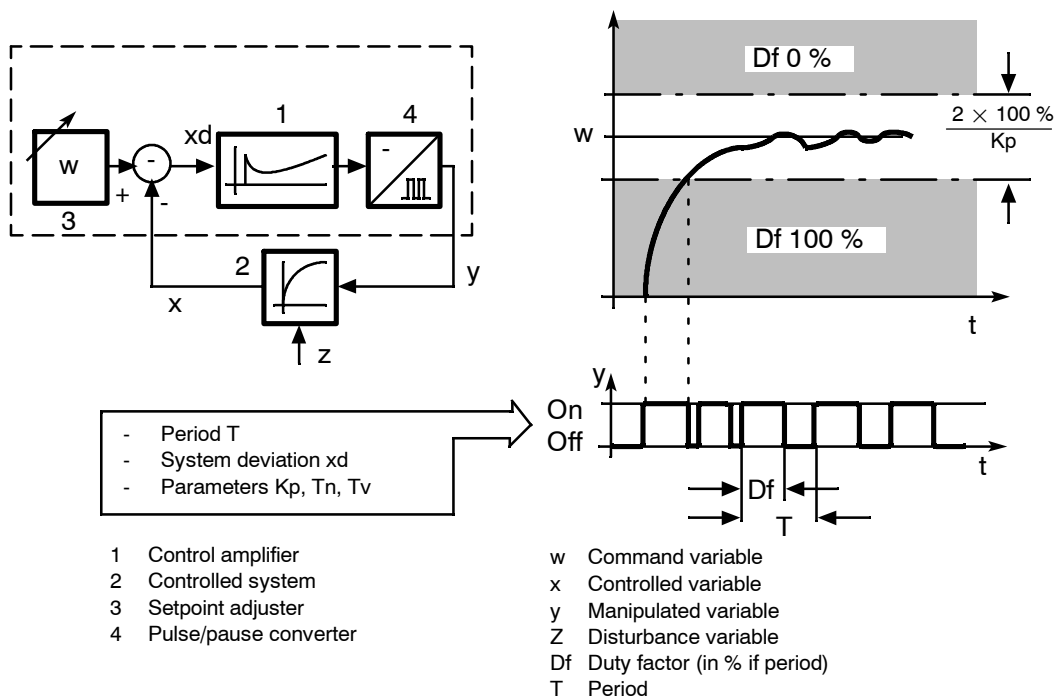 1
4
w
-
xd
-
+
-
3
2
x
y
z
Df 0 %
w
2 × 100 %
Kp
Df 100 %
t
y
On
Off
t
Df
T
- Period T
- System deviation xd
- Parameters Kp, Tn, Tv
1 Control amplifier
2 Controlled system
3 Setpoint adjuster
4 Pulse/pause converter
w Command variable
x Controlled variable
y Manipulated variable
Z Disturbance variable
Df Duty factor (in % if period)
T Period